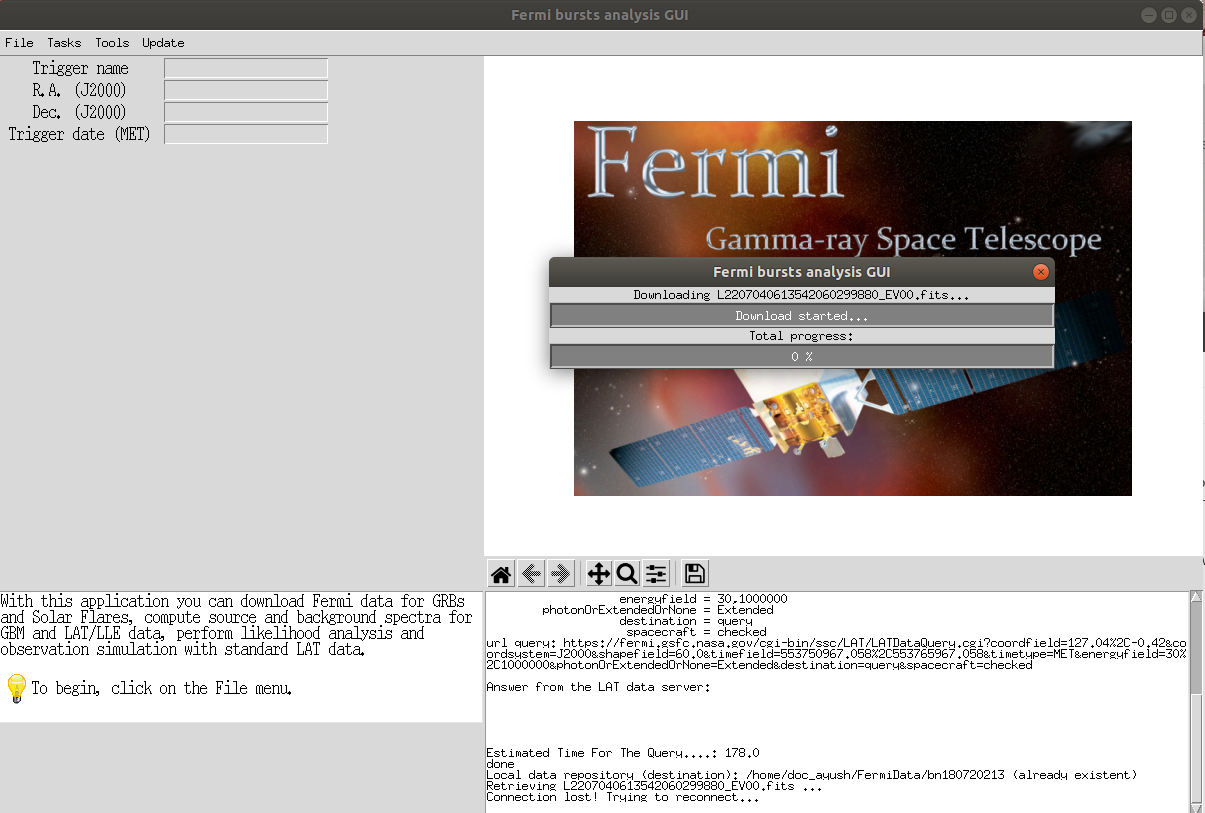 Fermi bursts analysis GUI
File Tasks Tools Update
Trigger name
R.A. (J2000)
Dec. (J2000)
Trigger date (MET)
Fermi
Gamma-ray Space Telescope
Fermi bursts analysis GUI
Downloading L2207040613542060299880_EV00.fits...
Download started...
Total progress:
0 %
With this application you can download Fermi data for GRBs
and Solar Flares, compute source and background spectra for
GBM and LAT/LLE data, perform likelihood analysis and
observation simulation with standard LAT data.
To begin, click on the File menu.
energyfield = 30,1000000
photonOrExtendedOrNone = Extended
destination = query
spacecraft = checked
url query: https://fermi.gsfc.nasa.gov/cgi-bin/ssc/LAT/LATDataQuery.cgi?coordfield=127.04%2C-0.42&co
ordsystem=J2000&shapefield=60.0&timefield=553750967.058%2C553765967.058&timetype=MET&energyfield=30%
2C1000000&photonOrExtendedOrNone=Extended&destination=query&spacecraft=checked
Answer from the LAT data server:
Estimated Time For The Query....: 178.0
done
Local data repository (destination): /home/doc_ayush/FermiData/bn180720213 (already existent)
Retrieving L2207040613542060299880_EV00.fits ...
Connection lost! Trying to reconnect...